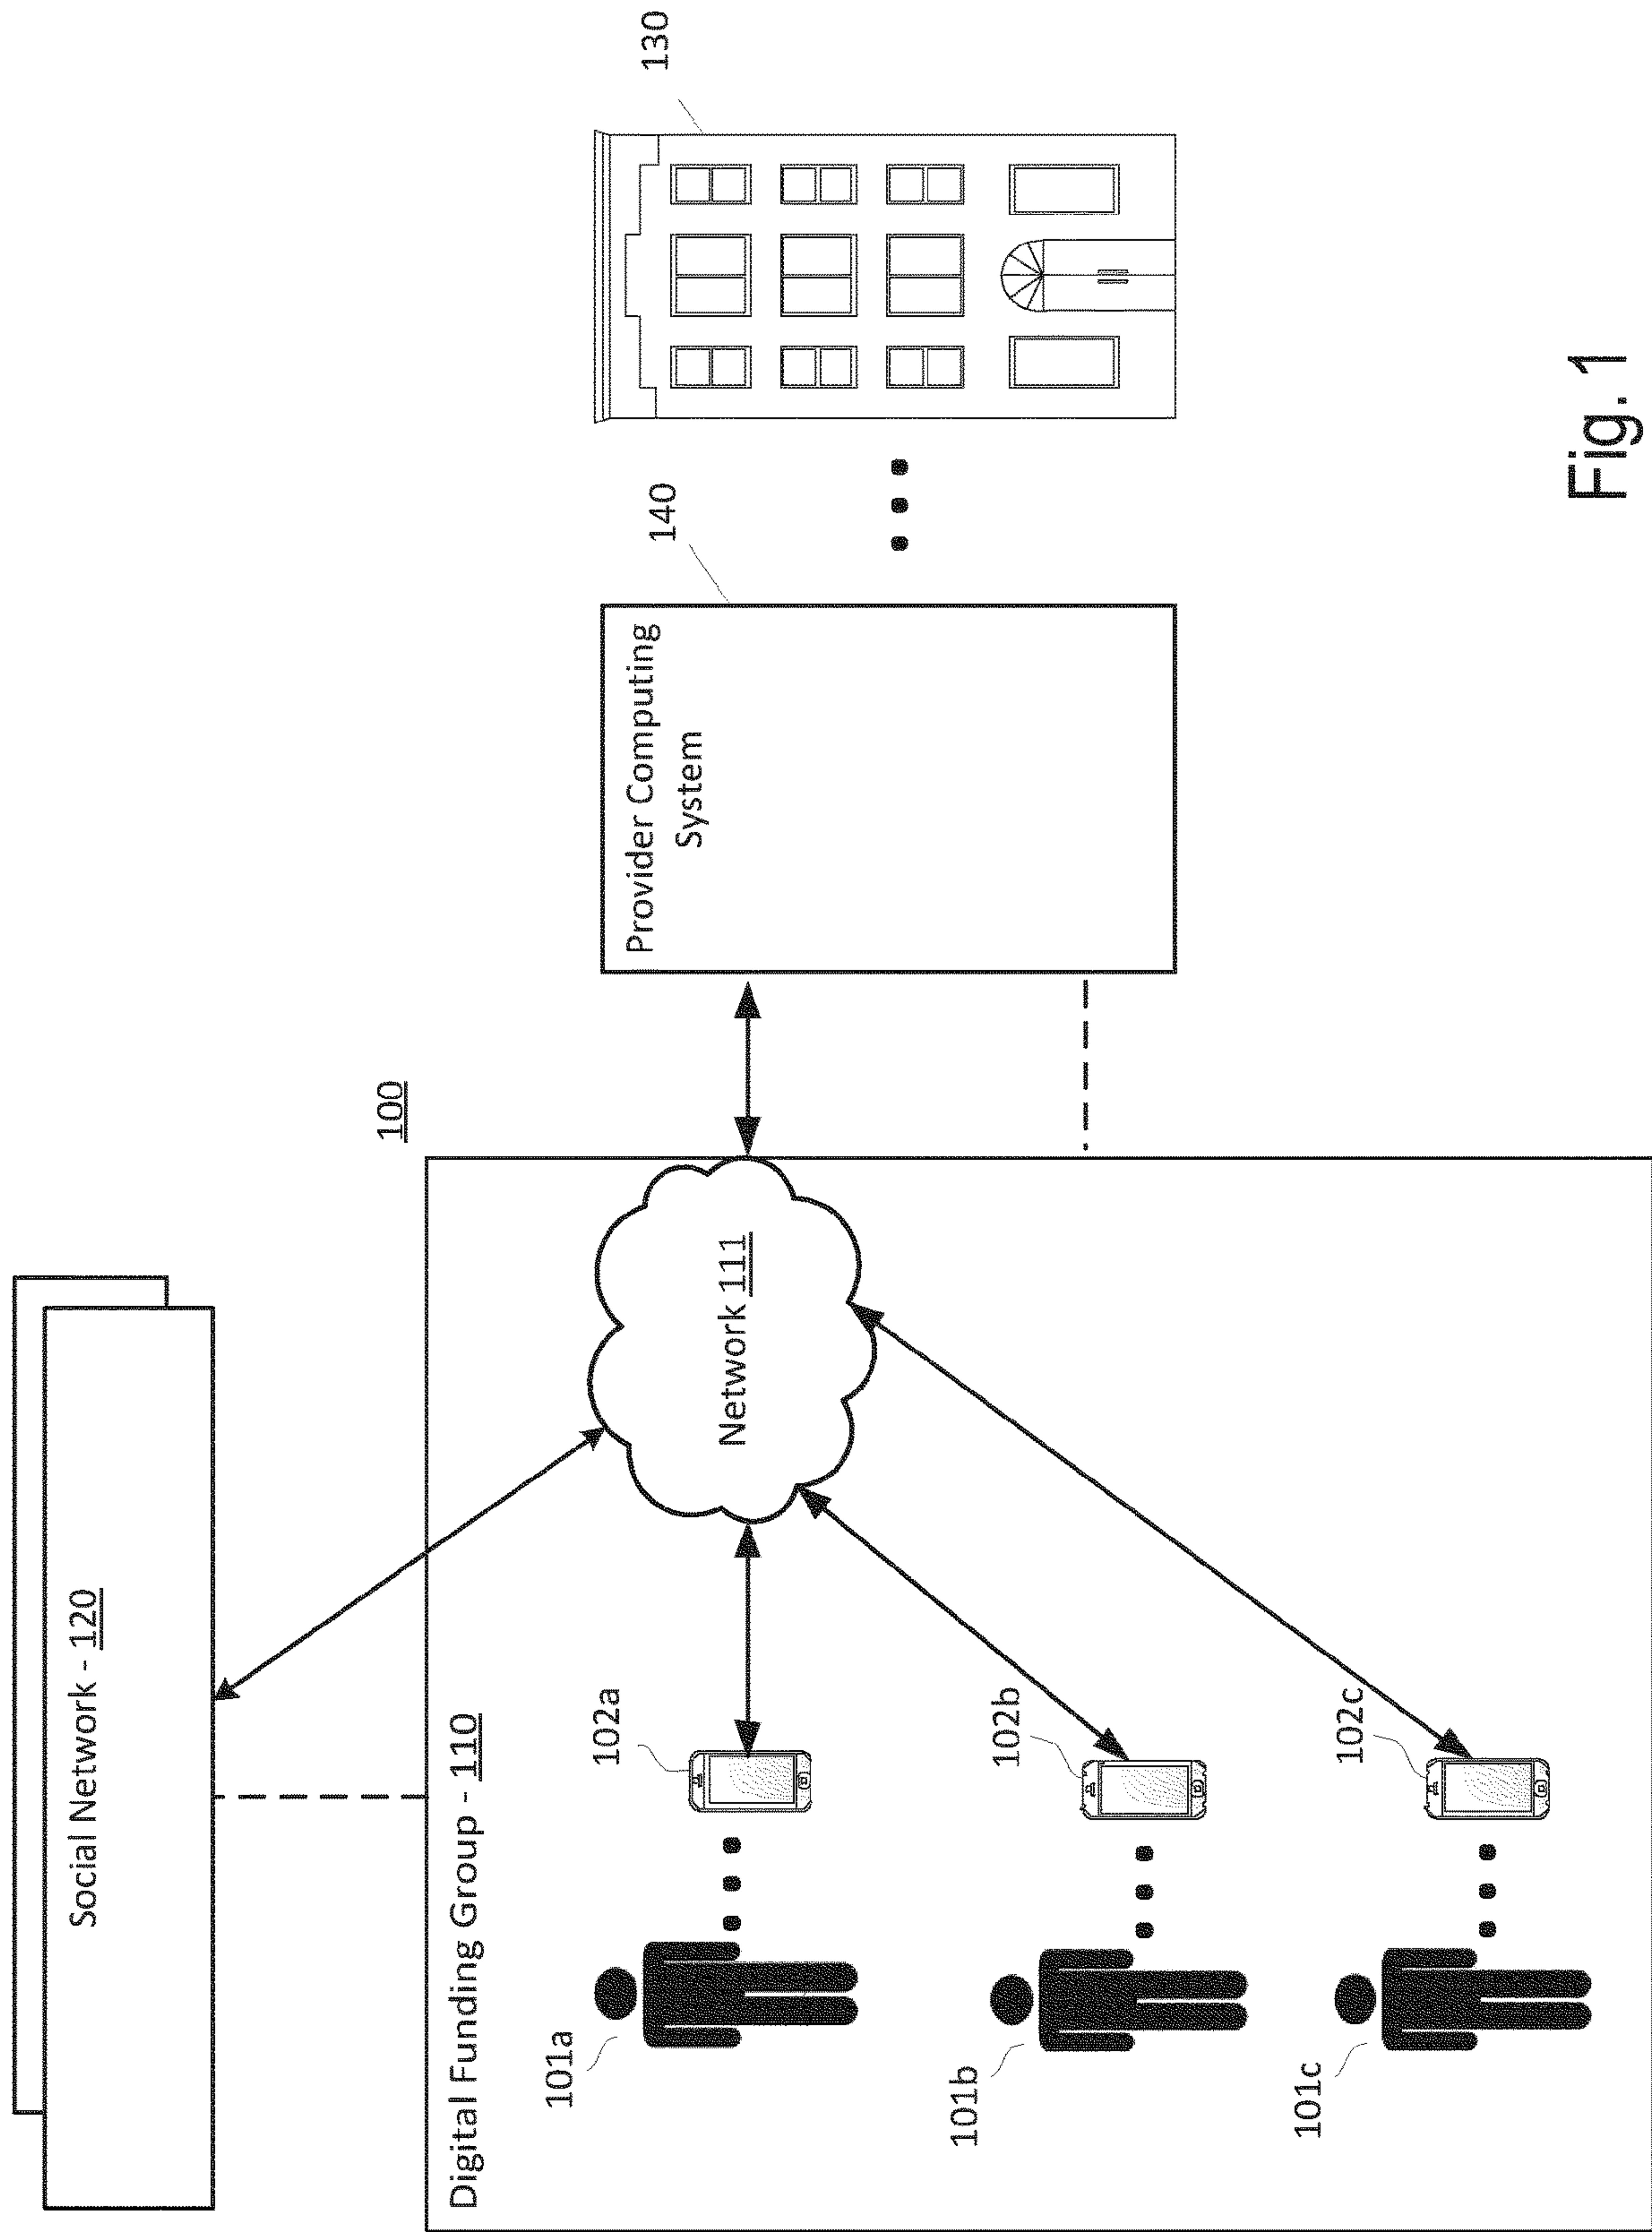 Social Network - 120
100
Digital Funding Group - 110
Network 111
101a
102a
101b
102b
101c
102c
Provider Computing
System
140
130
Fig. 1